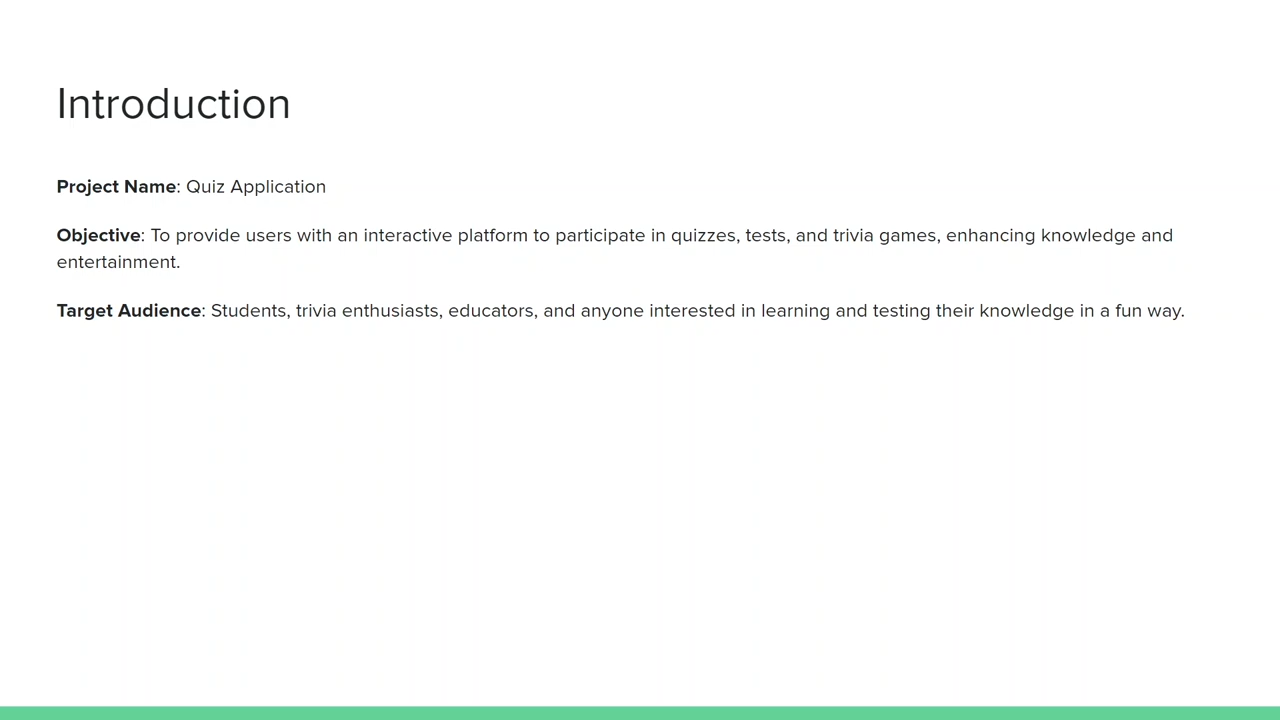 Introduction
Project Name: Quiz Application
Objective: To provide users with an interactive platform to participate in quizzes, tests, and trivia games, enhancing knowledge and
entertainment.
Target Audience: Students, trivia enthusiasts, educators, and anyone interested in learning and testing their knowledge in a fun way.